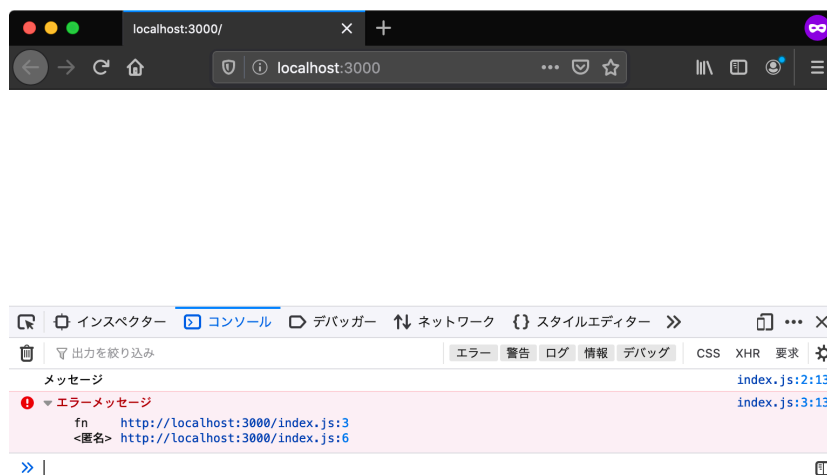 localhost:3000/
localhost:3000
インスペクター コンソール デバッガー ネットワーク スタイルエディター
出力を絞り込み エラー 警告 ログ 情報 デバッグ CSS XHR 要求
メッセージ index.js:2:13
エラーメッセージ index.js:3:13
fn http://localhost:3000/index.js:3
<匿名> http://localhost:3000/index.js:6